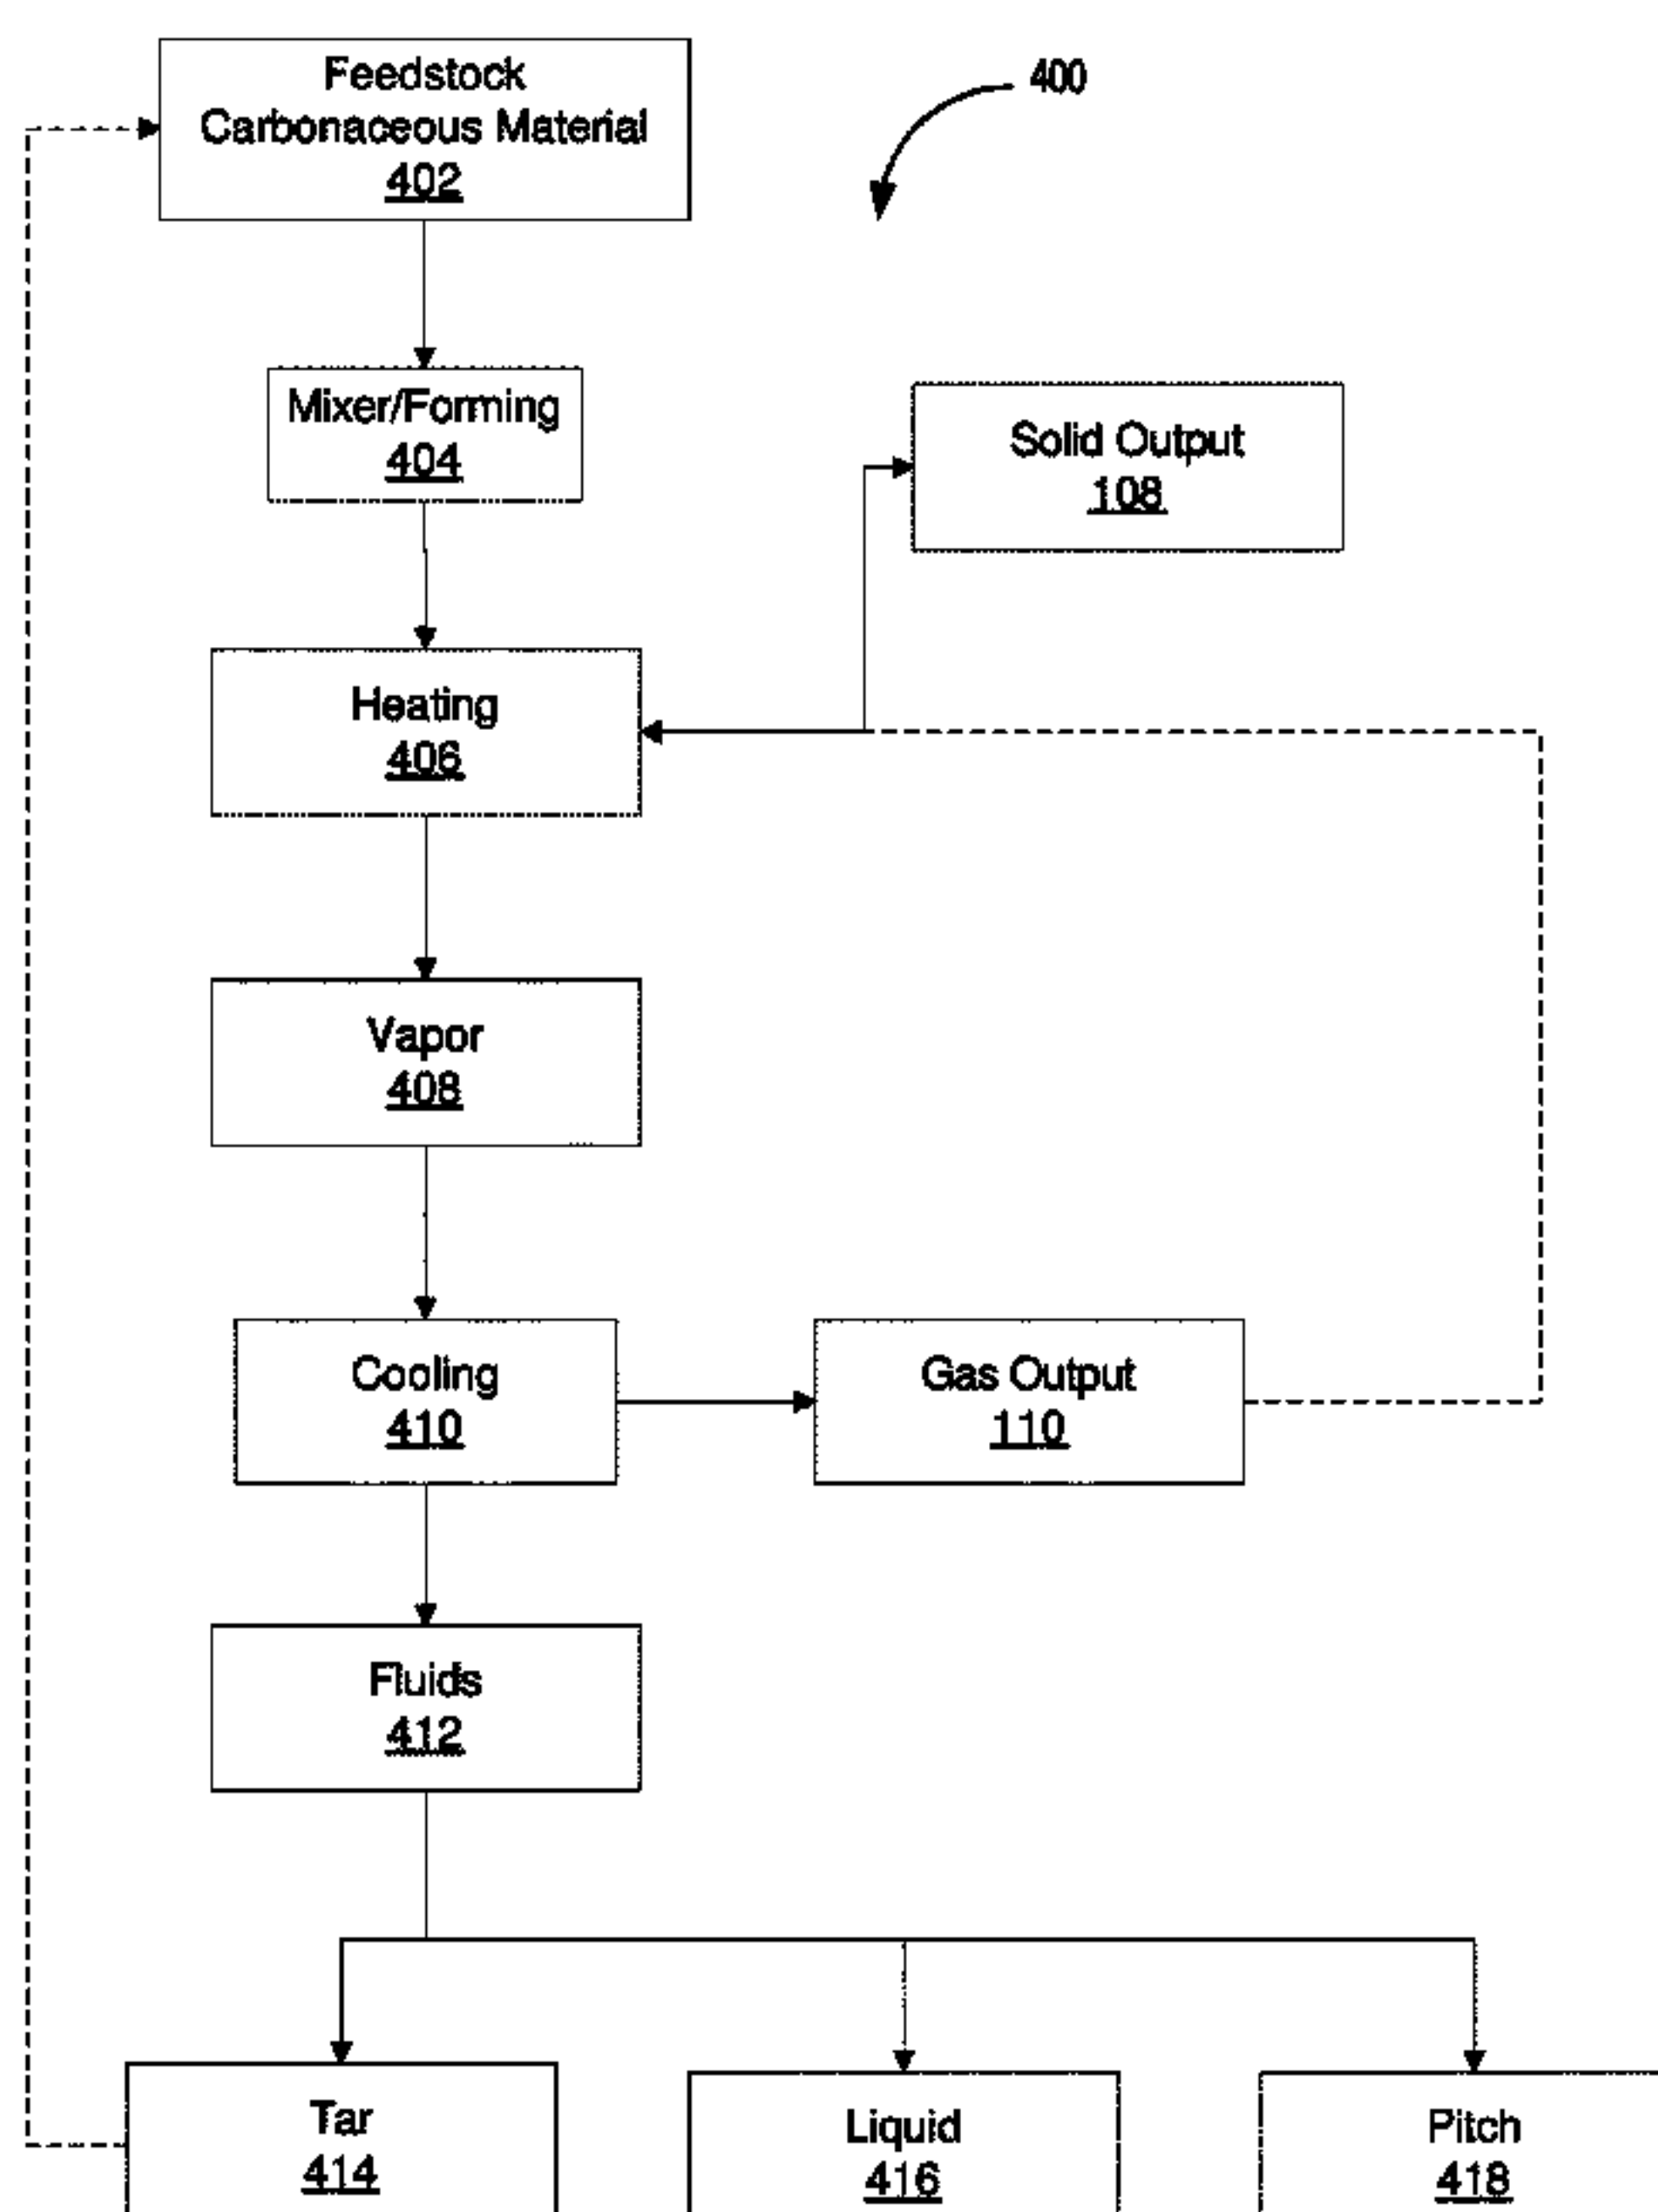 Feedstock
Carbonaceous Material
402
400
Mixer/Forming
404
Solid Output
108
Heating
406
Vapor
408
Cooling
410
Gas Output
110
Fluids
412
Tar
414
Liquid
416
Pitch
418